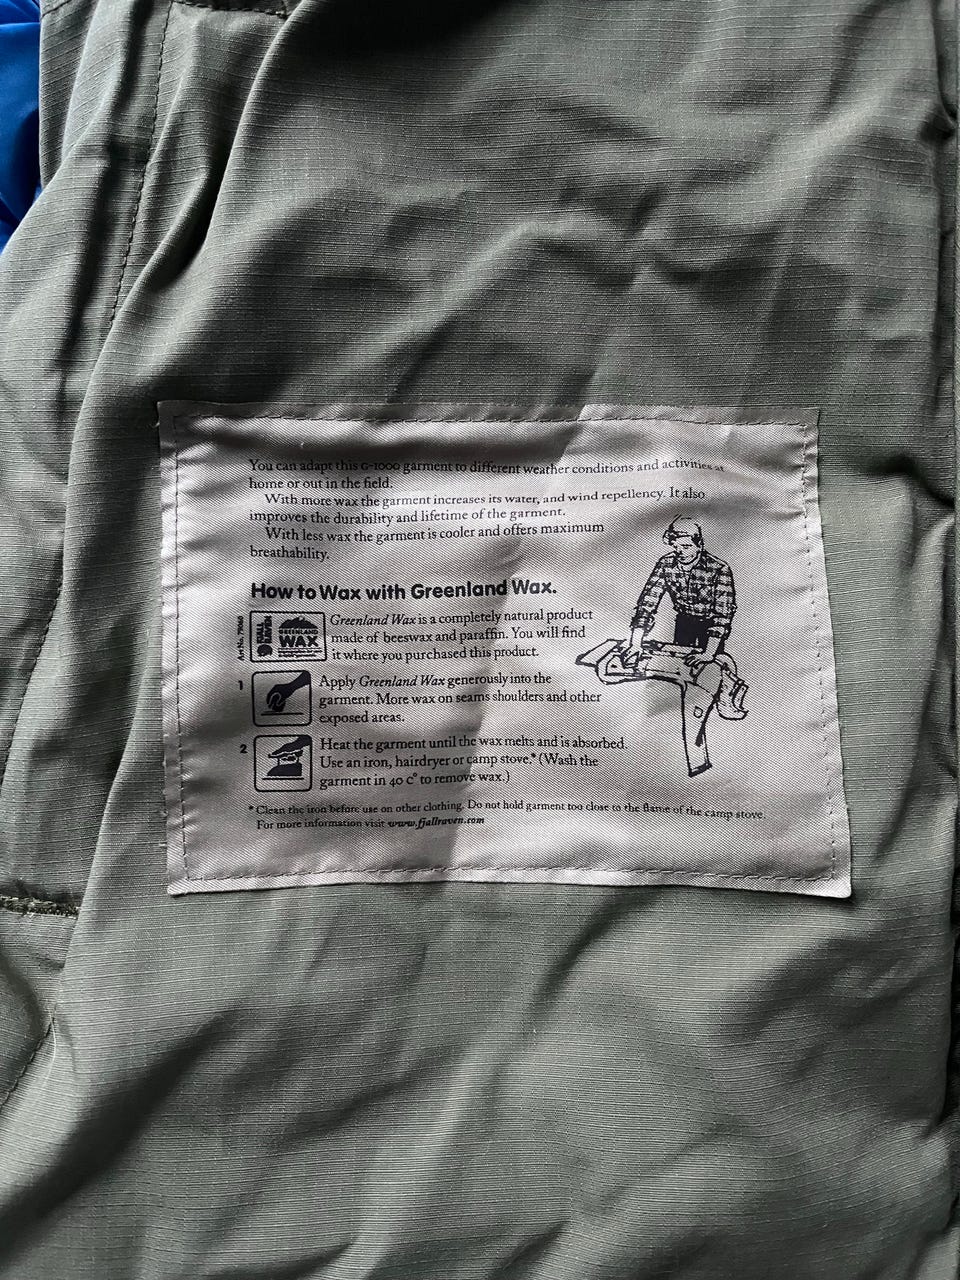 You can adapt this G-1000 garment to different weather conditions and activities at
home or out in the field.
With more wax the garment increases its water, and wind repellency. It also
improves the durability and lifetime of the garment.
With less wax the garment is cooler and offers maximum
breathability.
How to Wax with Greenland Wax.
FJÄLL
RÄVEN
GREENLAND
WAX
Greenland Wax is a completely natural product
made of beeswax and paraffin. You will find
it where you purchased this product.
1
Apply Greenland Wax generously into the
garment. More wax on seams shoulders and other
exposed areas.
2
Heat the garment until the wax melts and is absorbed.
Use an iron, hairdryer or camp stove.* (Wash the
garment in 40 c° to remove wax.)
* Clean the iron before use on other clothing. Do not hold garment too close to the flame of the camp stove.
For more information visit www.fjallraven.com